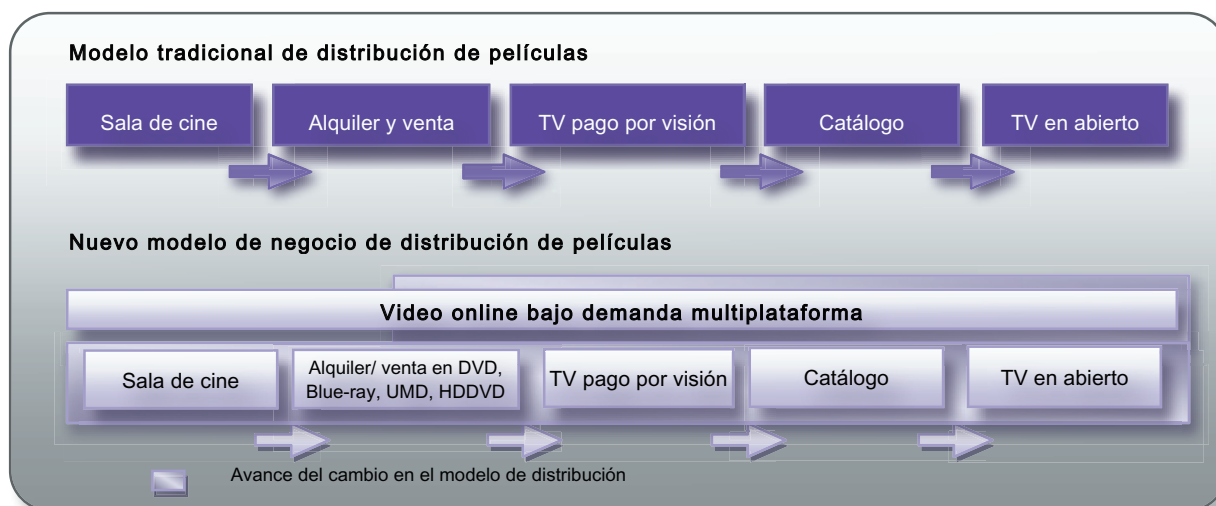 Modelo tradicional de distribución de películas
Sala de cine
Alquiler y venta
TV pago por visión
Catálogo
TV en abierto
Nuevo modelo de negocio de distribución de películas
Video online bajo demanda multiplataforma
Sala de cine
Alquiler/ venta en DVD,
Blue-ray, UMD, HDDVD
TV pago por visión
Catálogo
TV en abierto
Avance del cambio en el modelo de distribución